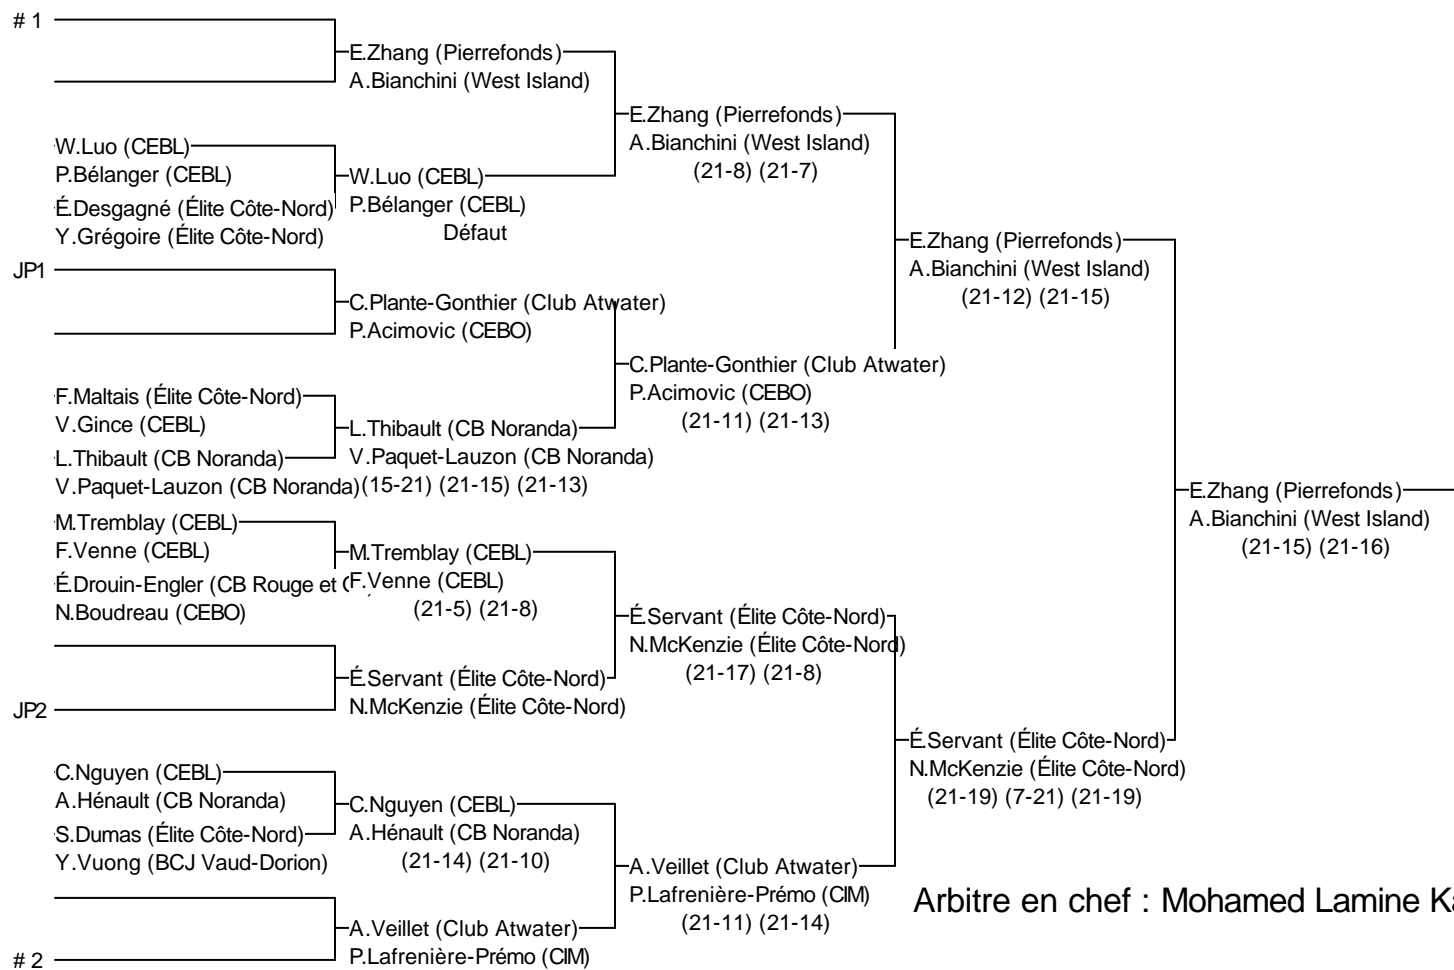 # 1
E.Zhang (Pierrefonds)
A.Bianchini (West Island)
E.Zhang (Pierrefonds)
A.Bianchini (West Island)
(21-8) (21-7)
W.Luo (CEBL)
P.Bélanger (CEBL)
W.Luo (CEBL)
P.Bélanger (CEBL)
Défaut
É.Desgagné (Élite Côte-Nord)
Y.Grégoire (Élite Côte-Nord)
E.Zhang (Pierrefonds)
A.Bianchini (West Island)
(21-12) (21-15)
JP1
C.Plante-Gonthier (Club Atwater)
P.Acimovic (CEBO)
C.Plante-Gonthier (Club Atwater)
P.Acimovic (CEBO)
(21-11) (21-13)
F.Maltais (Élite Côte-Nord)
V.Gince (CEBL)
L.Thibault (CB Noranda)
V.Paquet-Lauzon (CB Noranda)
(15-21) (21-15) (21-13)
L.Thibault (CB Noranda)
V.Paquet-Lauzon (CB Noranda)
E.Zhang (Pierrefonds)
A.Bianchini (West Island)
(21-15) (21-16)
M.Tremblay (CEBL)
F.Venne (CEBL)
M.Tremblay (CEBL)
F.Venne (CEBL)
(21-5) (21-8)
É.Drouin-Engler (CB Rouge et
N.Boudreau (CEBO)
É.Servant (Élite Côte-Nord)
N.McKenzie (Élite Côte-Nord)
(21-17) (21-8)
É.Servant (Élite Côte-Nord)
N.McKenzie (Élite Côte-Nord)
JP2
É.Servant (Élite Côte-Nord)
N.McKenzie (Élite Côte-Nord)
(21-19) (7-21) (21-19)
C.Nguyen (CEBL)
A.Hénault (CB Noranda)
C.Nguyen (CEBL)
A.Hénault (CB Noranda)
(21-14) (21-10)
S.Dumas (Élite Côte-Nord)
Y.Vuong (BCJ Vaud-Dorion)
A.Veillet (Club Atwater)
P.Lafrenière-Prémo (CIM)
(21-11) (21-14)
Arbitre en chef : Mohamed Lamine
A.Veillet (Club Atwater)
P.Lafrenière-Prémo (CIM)
# 2